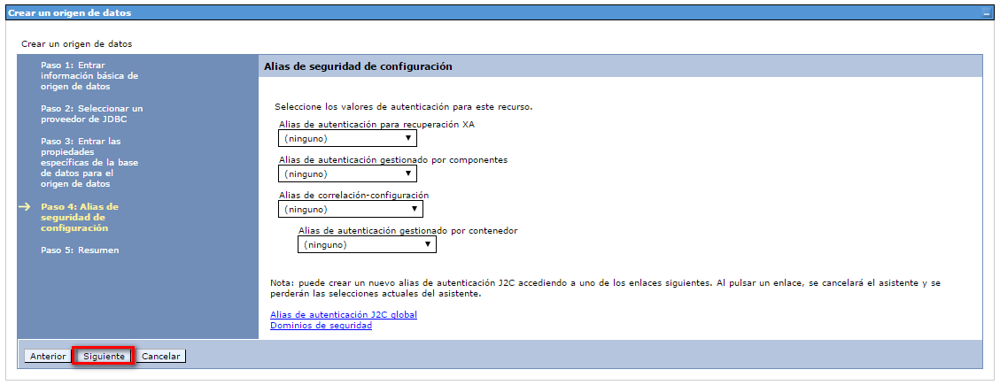 Crear un origen de datos
Crear un origen de datos
Paso 1: Entrar
información básica de
origen de datos
Paso 2: Seleccionar un
proveedor de JDBC
Paso 3: Entrar las
propiedades
específicas de la base
de datos para el
origen de datos
Paso 4: Alias de
seguridad de
configuración
Paso 5: Resumen
Alias de seguridad de configuración
Seleccione los valores de autenticación para este recurso.
Alias de autenticación para recuperación XA
(ninguno)
Alias de autenticación gestionado por componentes
(ninguno)
Alias de correlación-configuración
(ninguno)
Alias de autenticación gestionado por contenedor
(ninguno)
Nota: puede crear un nuevo alias de autenticación J2C accediendo a uno de los enlaces siguientes. Al pulsar un enlace, se cancelará el asistente y se
perderán las selecciones actuales del asistente.
Alias de autenticación J2C global
Dominios de seguridad
Anterior Siguiente Cancelar